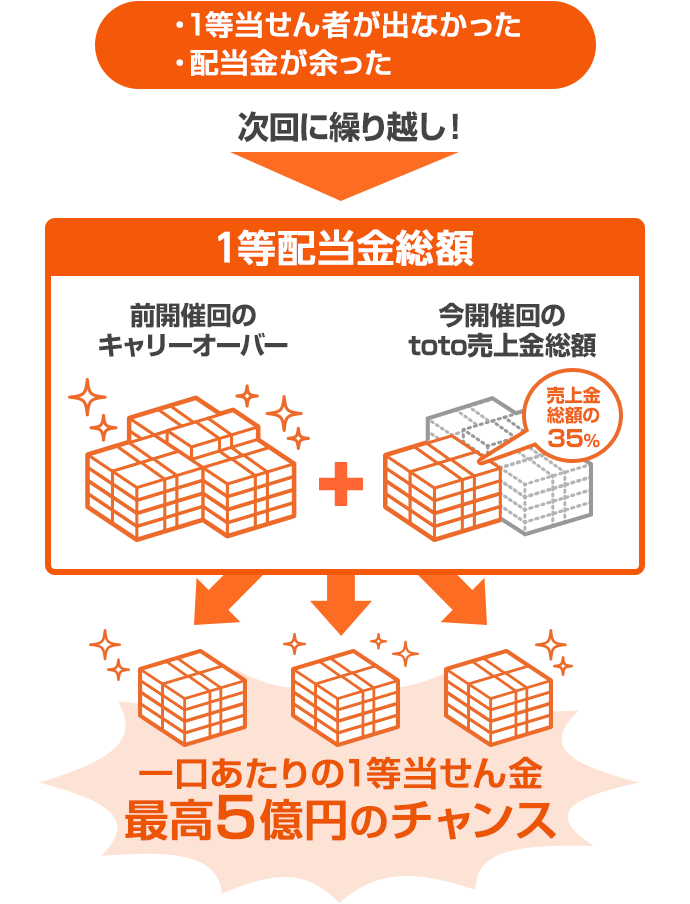 ・1等当せん者が出なかった
・配当金が余った
次回に繰り越し！
1等配当金総額
前開催回の
キャリーオーバー
今開催回の
toto売上金総額
売上金
総額の
35%
一口あたりの1等当せん金
最高5億円のチャンス